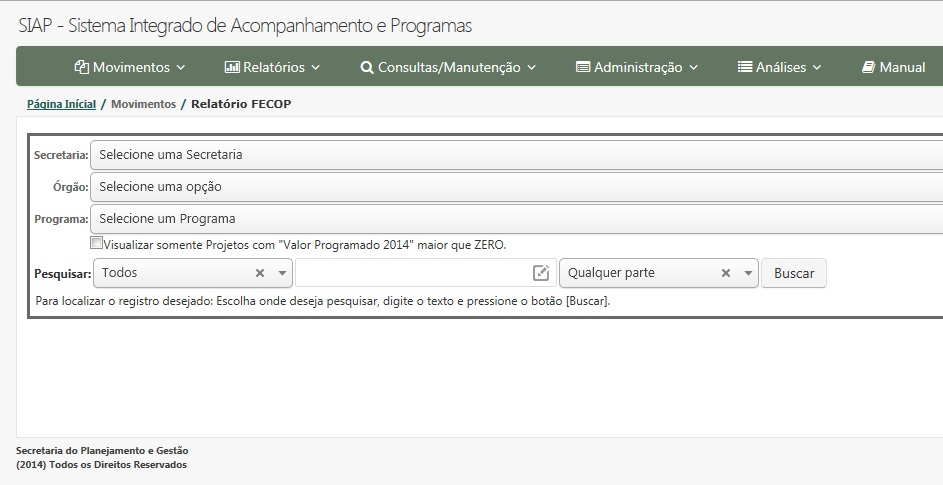 SIAP - Sistema Integrado de Acompanhamento e Programas
Movimentos Relatórios Consultas/Manutenção Administração Análises Manual
Página Inícial / Movimentos / Relatório FECOP
Secretaria: Selecione uma Secretaria
Órgão: Selecione uma opção
Programa: Selecione um Programa
Visualizar somente Projetos com "Valor Programado 2014" maior que ZERO.
Pesquisar: Todos Qualquer parte Buscar
Para localizar o registro desejado: Escolha onde deseja pesquisar, digite o texto e pressione o botão [Buscar].
Secretaria do Planejamento e Gestão
(2014) Todos os Direitos Reservados